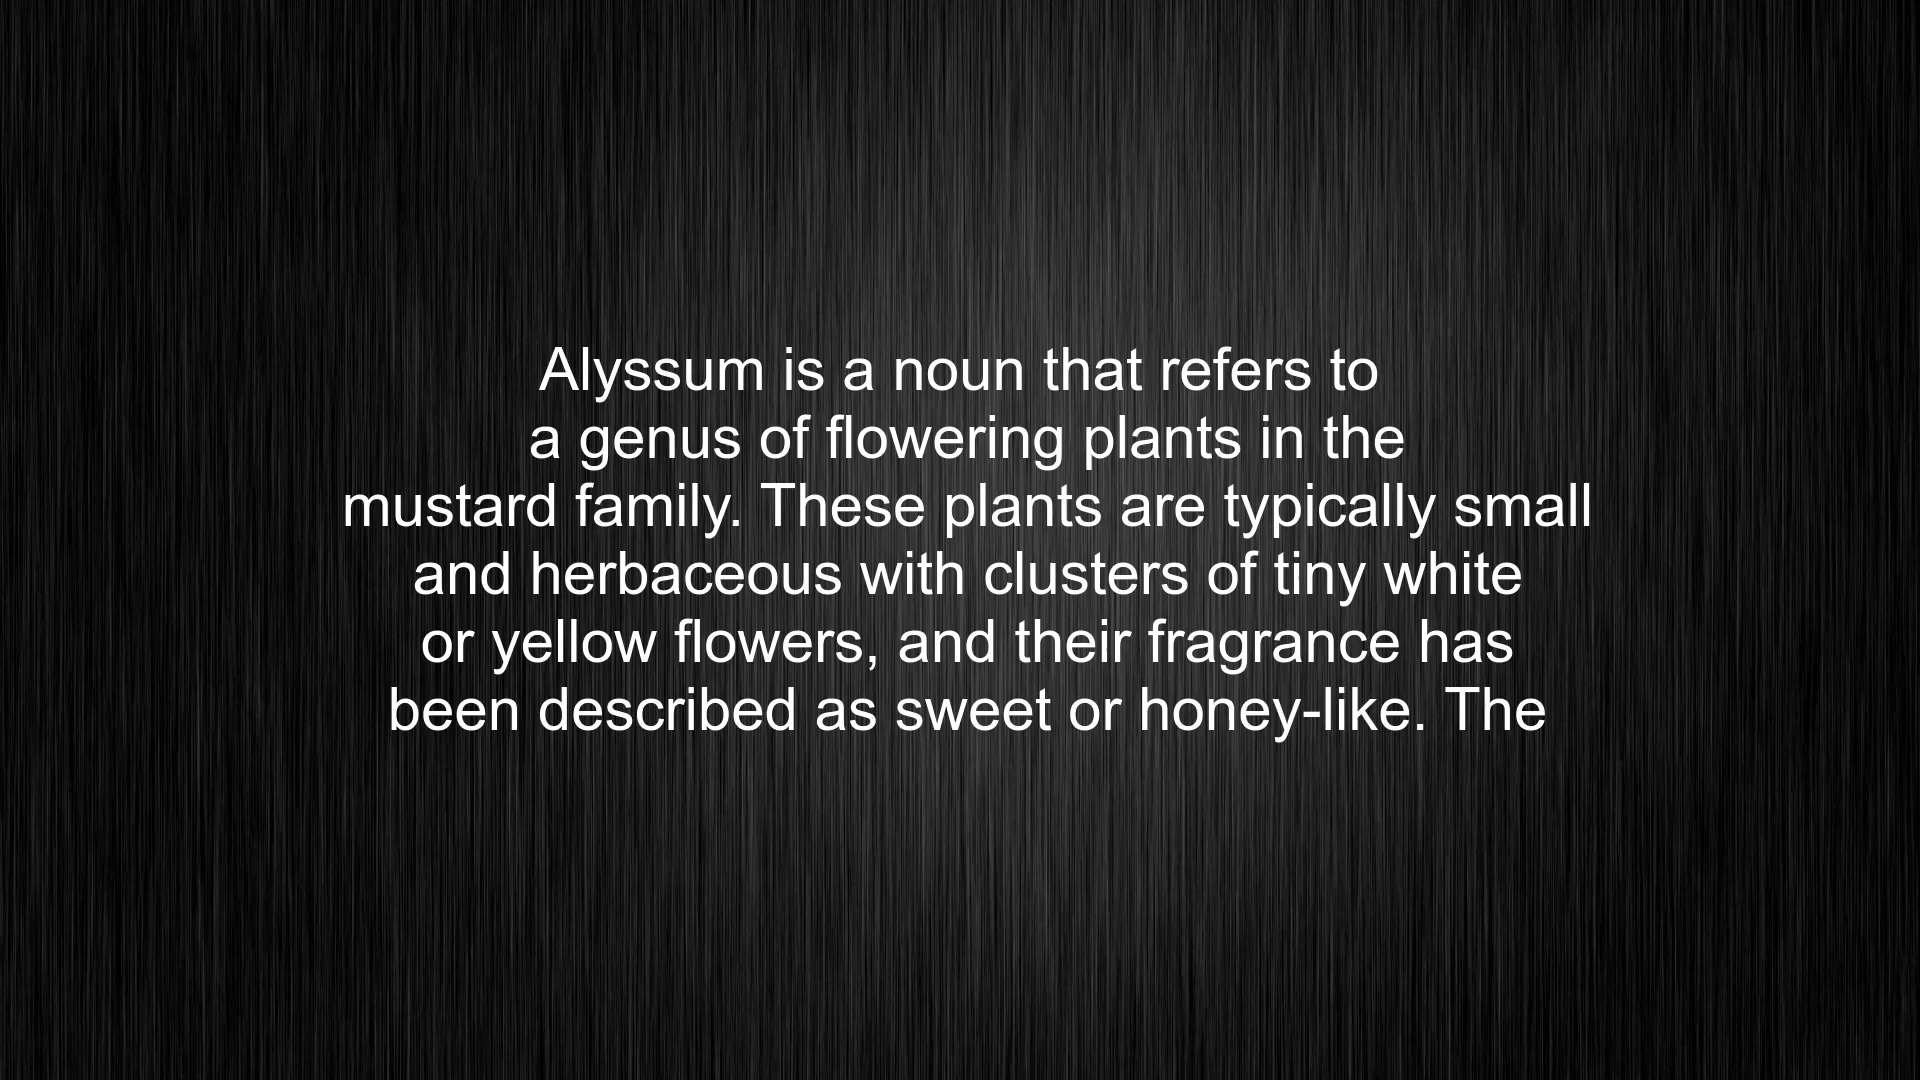 Alyssum is a noun that refers to
a genus of flowering plants in the
mustard family. These plants are typically small
and herbaceous with clusters of tiny white
or yellow flowers, and their fragrance has
been described as sweet or honey-like. The